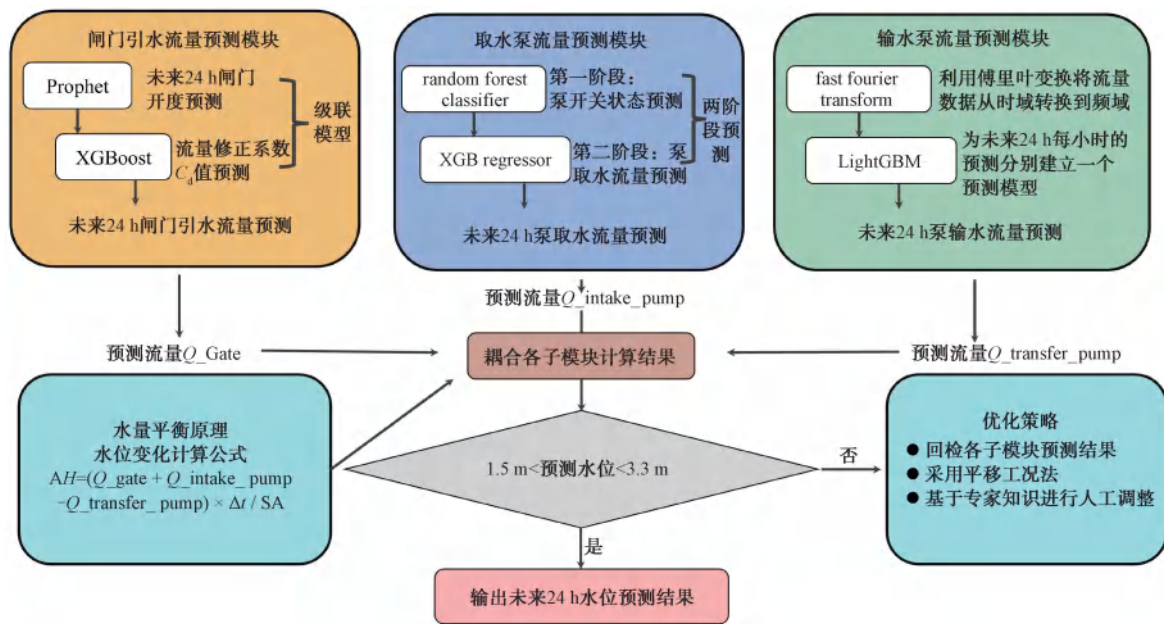 闸门引水流量预测模块
Prophet
未来24 h闸门
开度预测
XGBoost
流量修正系数
Cd值预测
级联
模型
未来24 h闸门引水流量预测
取水泵流量预测模块
random forest
classifier
第一阶段：
泵开关状态预测
XGB regressor
第二阶段：泵
取水流量预测
两阶
段预
测
未来24 h泵取水流量预测
输水泵流量预测模块
fast fourier
transform
利用傅里叶变换将流量
数据从时域转换到频域
LightGBM
为未来24 h每小时的
预测分别建立一个
预测模型
未来24 h泵输水流量预测
预测流量Q_intake_pump
预测流量Q_Gate
耦合各子模块计算结果
预测流量Q_transfer_pump
水量平衡原理
水位变化计算公式
AH=(Q_gate + Q_intake_ pump
−Q_transfer_ pump) × Δt / SA
1.5 m<预测水位<3.3 m
否
优化策略
● 回检各子模块预测结果
● 采用平移工况法
● 基于专家知识进行人工调整
是
输出未来24 h水位预测结果